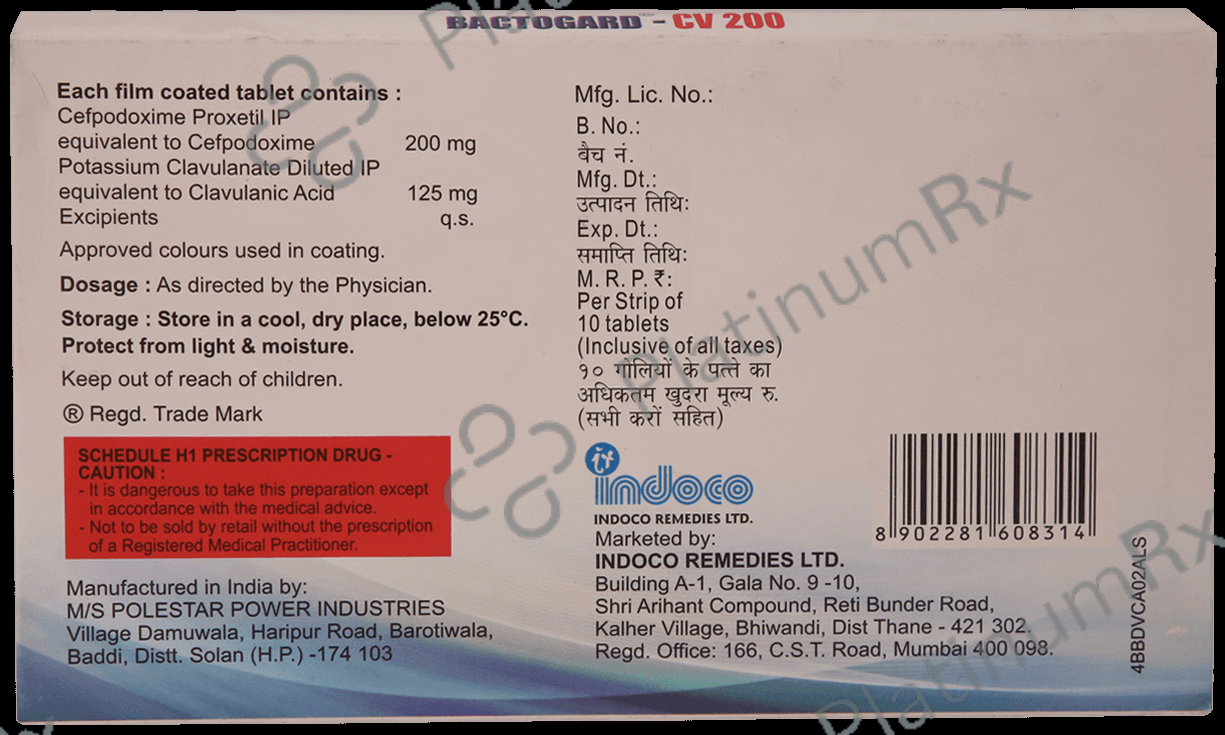 BACTOGARD - CV 200
Each film coated tablet contains :
Cefpodoxime Proxetil IP
equivalent to Cefpodoxime 200 mg
Potassium Clavulanate Diluted IP
equivalent to Clavulanic Acid 125 mg
Excipients q.s.
Approved colours used in coating.
Dosage : As directed by the Physician.
Storage : Store in a cool, dry place, below 25°C.
Protect from light & moisture.
Keep out of reach of children.
® Regd. Trade Mark
SCHEDULE H1 PRESCRIPTION DRUG -
CAUTION :
- It is dangerous to take this preparation except
in accordance with the medical advice.
- Not to be sold by retail without the prescription
of a Registered Medical Practitioner.
Manufactured in India by:
M/S POLESTAR POWER INDUSTRIES
Village Damuwala, Haripur Road, Barotiwala,
Baddi, Distt. Solan (H.P.) -174 103
Mfg. Lic. No.:
B. No.:
बैच नं.
Mfg. Dt.:
उत्पादन तिथिः
Exp. Dt.:
समाप्ति तिथिः
M. R. P. ₹:
Per Strip of
10 tablets
(Inclusive of all taxes)
१० गोलियों के पत्ते का
अधिकतम खुदरा मूल्य रु.
(सभी करों सहित)
indoco
INDOCO REMEDIES LTD.
Marketed by:
INDOCO REMEDIES LTD.
Building A-1, Gala No. 9 -10,
Shri Arihant Compound, Reti Bunder Road,
Kalher Village, Bhiwandi, Dist Thane - 421 302.
Regd. Office: 166, C.S.T. Road, Mumbai 400 098.
8 902281 608314
4BBDVCA02ALS
PlatinumRx
PlatinumRx
PlatinumRx